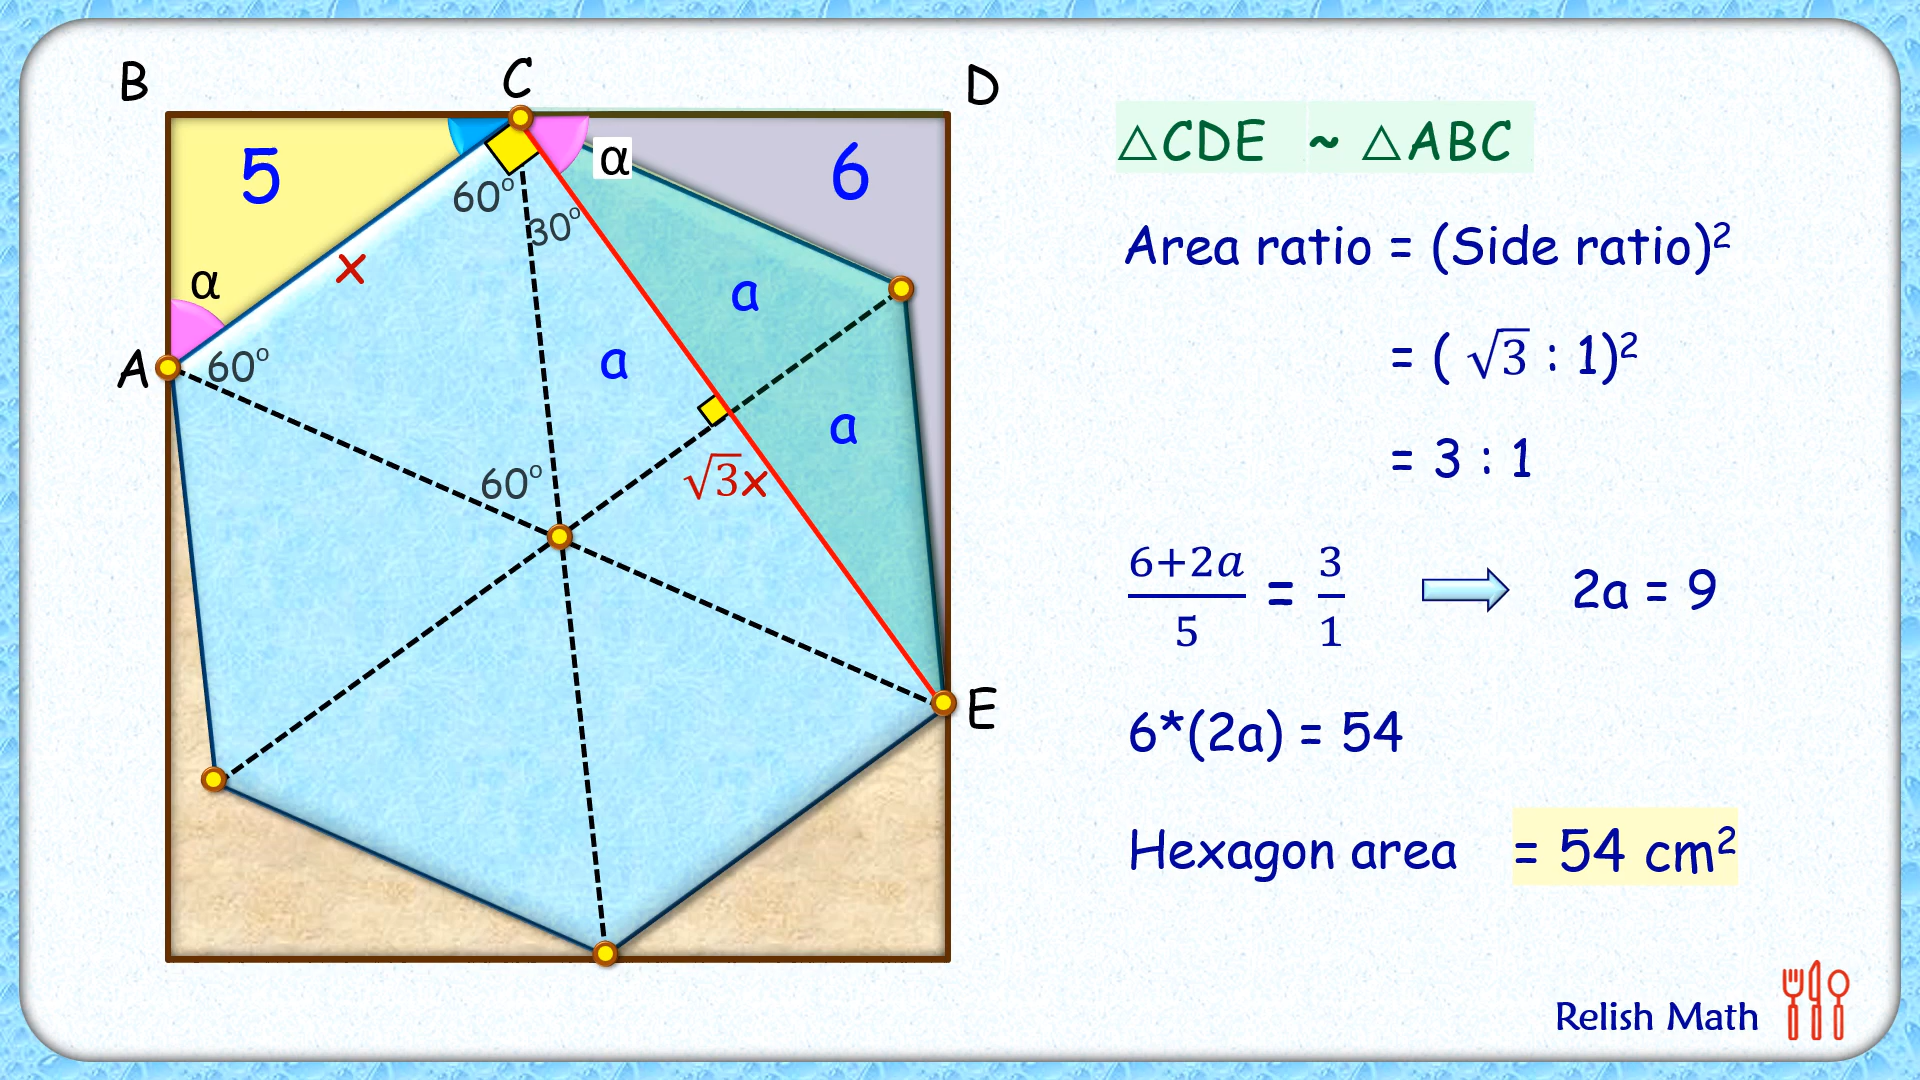 B
C
D
5
α
6
60°
30°
α
x
a
A
60°
a
a
60°
√3x
E
△CDE ~ △ABC
Area ratio = (Side ratio)²
= ( √3 : 1)²
= 3 : 1
6+2a/5 = 3/1 ⇨ 2a = 9
6*(2a) = 54
Hexagon area = 54 cm²
Relish Math